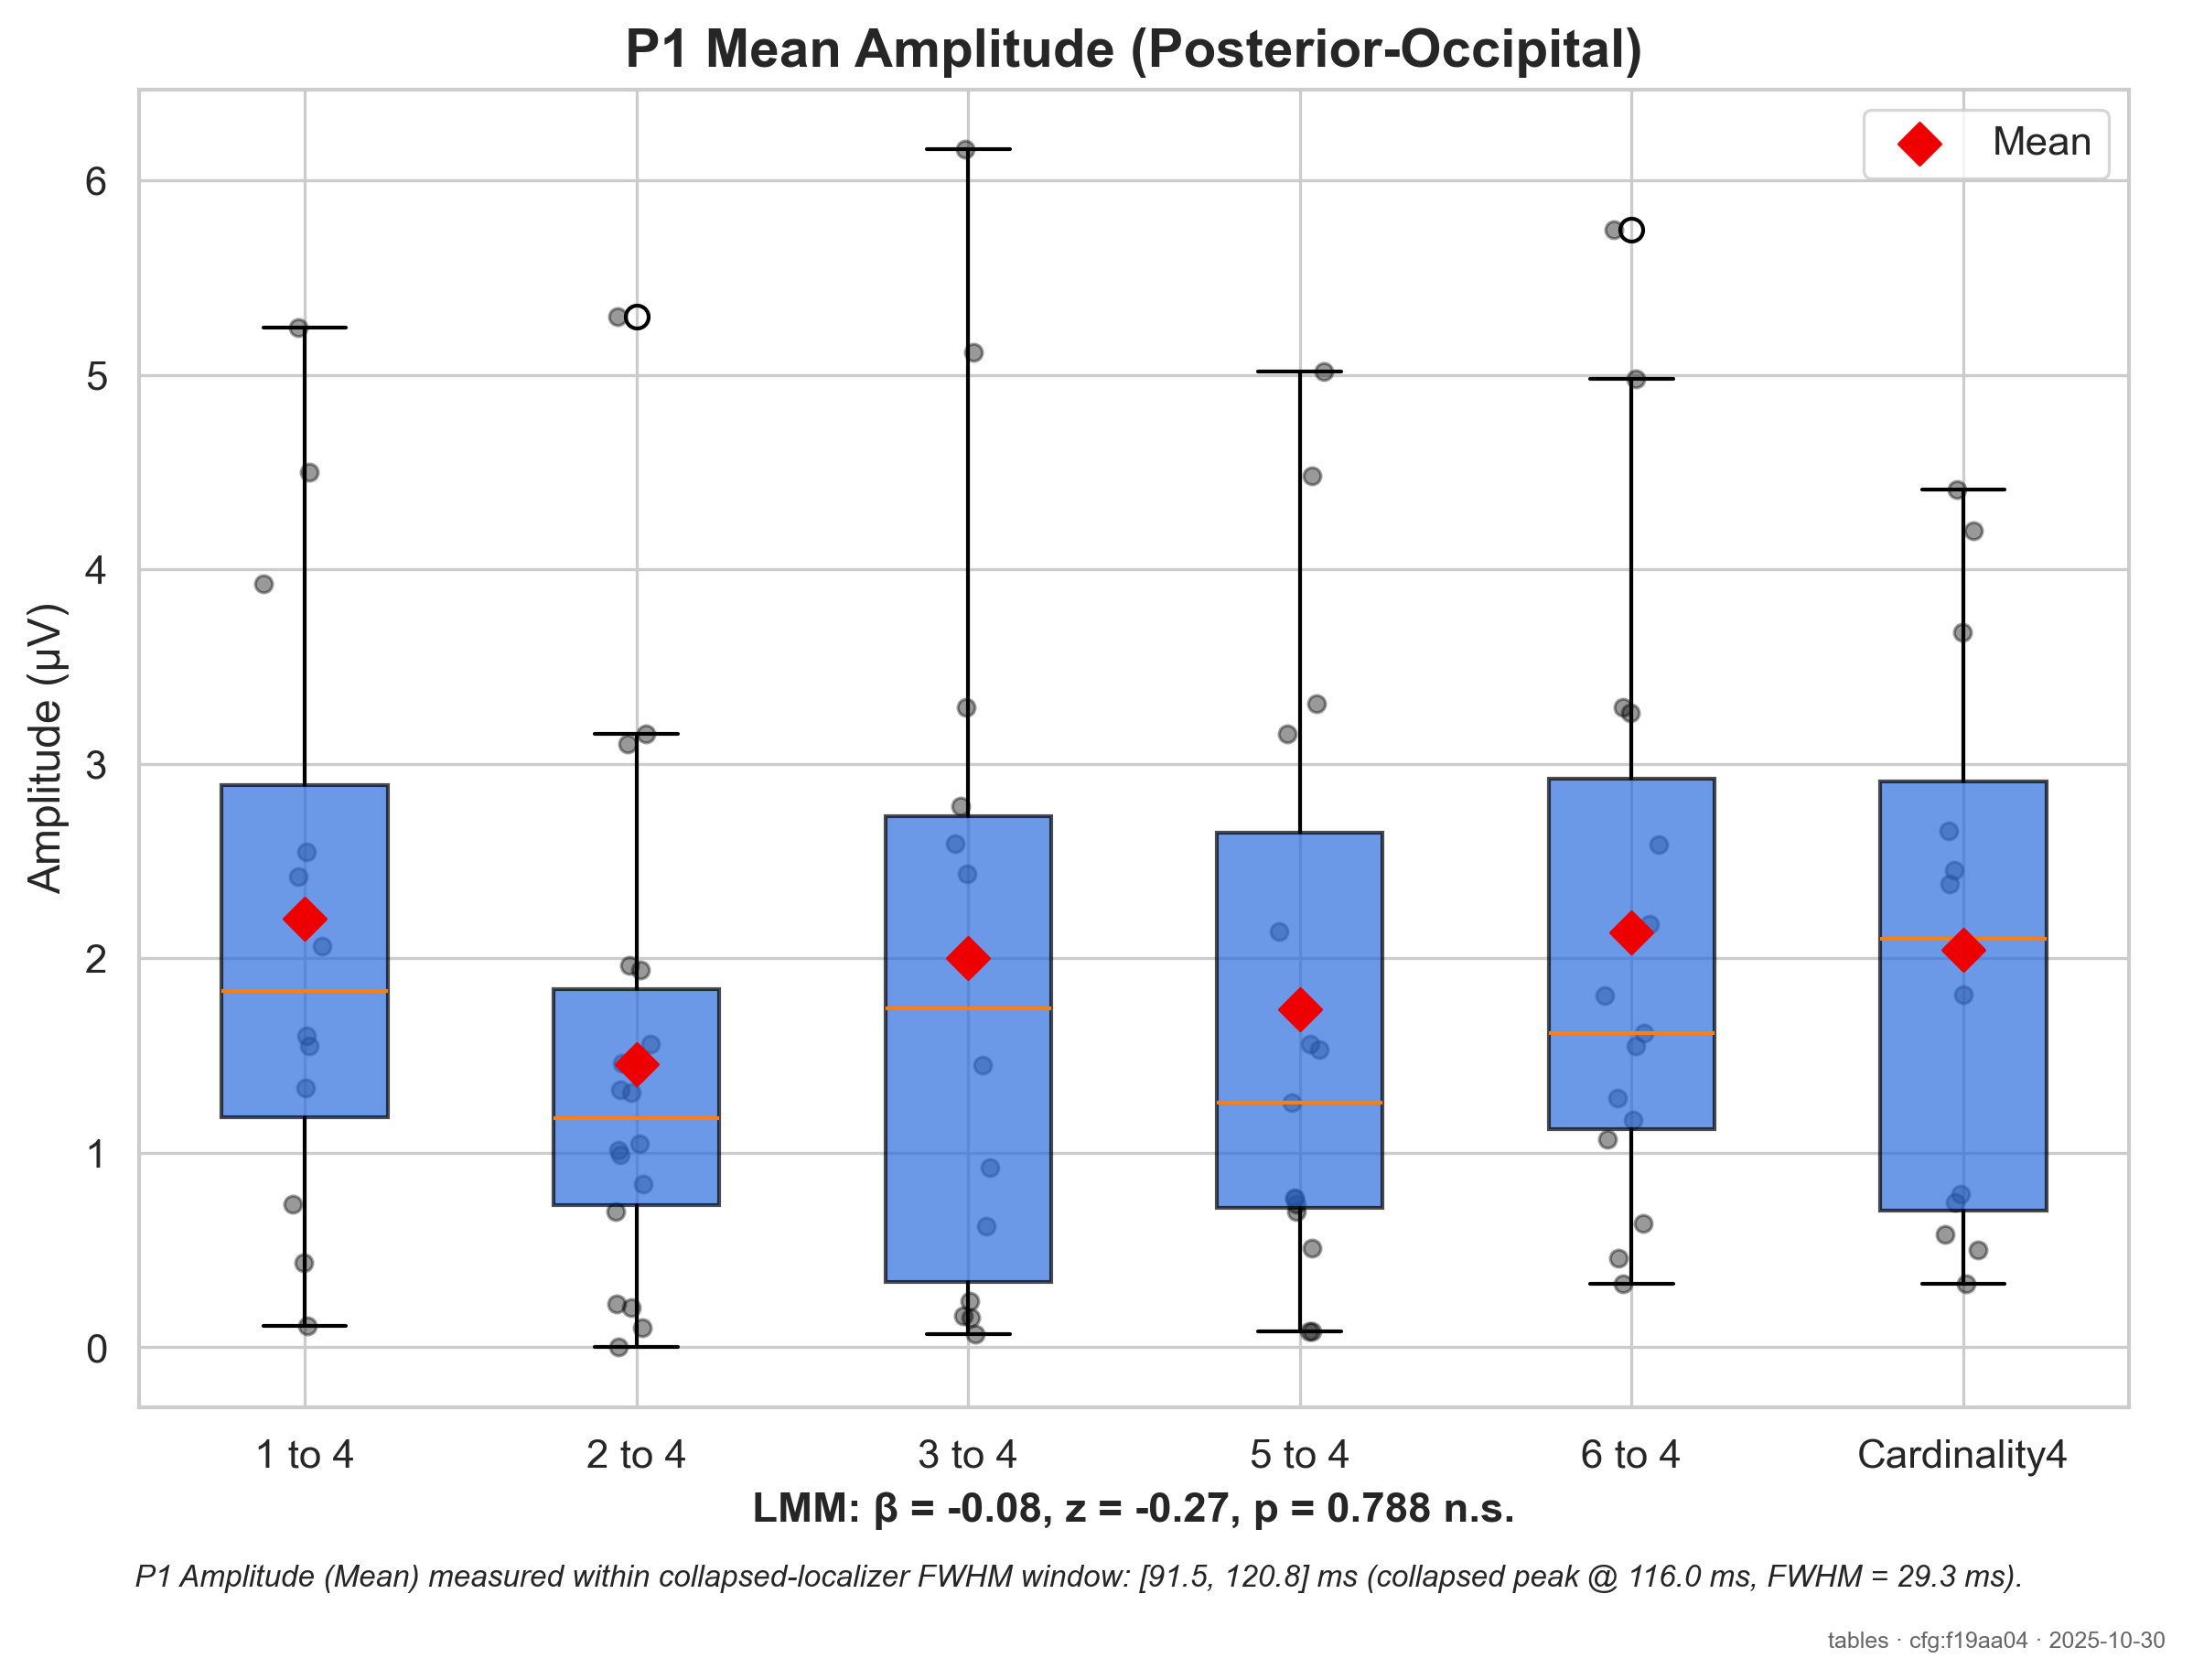 P1 Mean Amplitude (Posterior-Occipital)
Mean
Amplitude (µV)
6
5
4
3
2
1
0
1 to 4
2 to 4
3 to 4
5 to 4
6 to 4
Cardinality4
LMM: β = -0.08, z = -0.27, p = 0.788 n.s.
P1 Amplitude (Mean) measured within collapsed-localizer FWHM window: [91.5, 120.8] ms (collapsed peak @ 116.0 ms, FWHM = 29.3 ms).
tables · cfg:f19aa04 · 2025-10-30